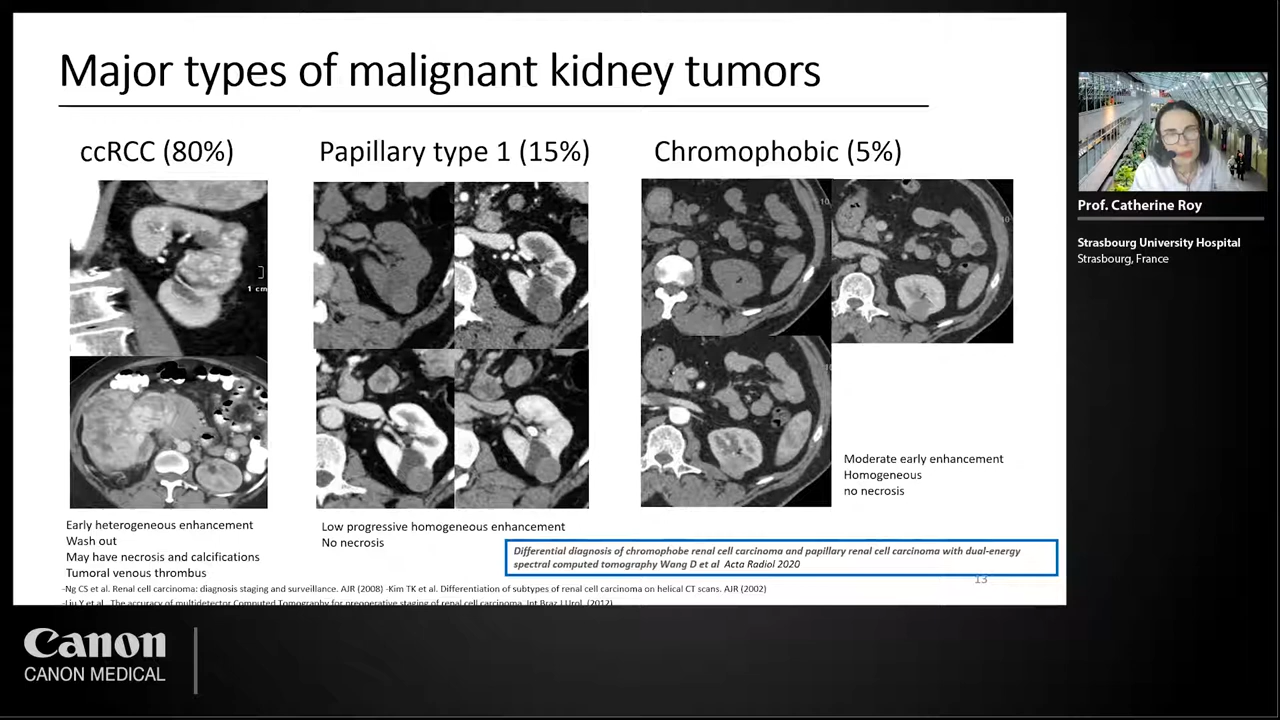 Major types of malignant kidney tumors
ccRCC (80%)
Papillary type 1 (15%)
Chromophobic (5%)
1 cm
10
10
Early heterogeneous enhancement
Wash out
May have necrosis and calcifications
Tumoral venous thrombus
Low progressive homogeneous enhancement
No necrosis
Moderate early enhancement
Homogeneous
no necrosis
Differential diagnosis of chromophobe renal cell carcinoma and papillary renal cell carcinoma with dual-energy
spectral computed tomography Wang D et al Acta Radiol 2020
13
-Ng CS et al. Renal cell carcinoma: diagnosis staging and surveillance. AJR (2008) -Kim TK et al. Differentiation of subtypes of renal cell carcinoma on helical CT scans. AJR (2002)
-Liu Y et al. The accuracy of multidetector Computed Tomography for preoperative staging of renal cell carcinoma. Int Braz J Urol. (2012)
Prof. Catherine Roy
Strasbourg University Hospital
Strasbourg, France
Canon
CANON MEDICAL